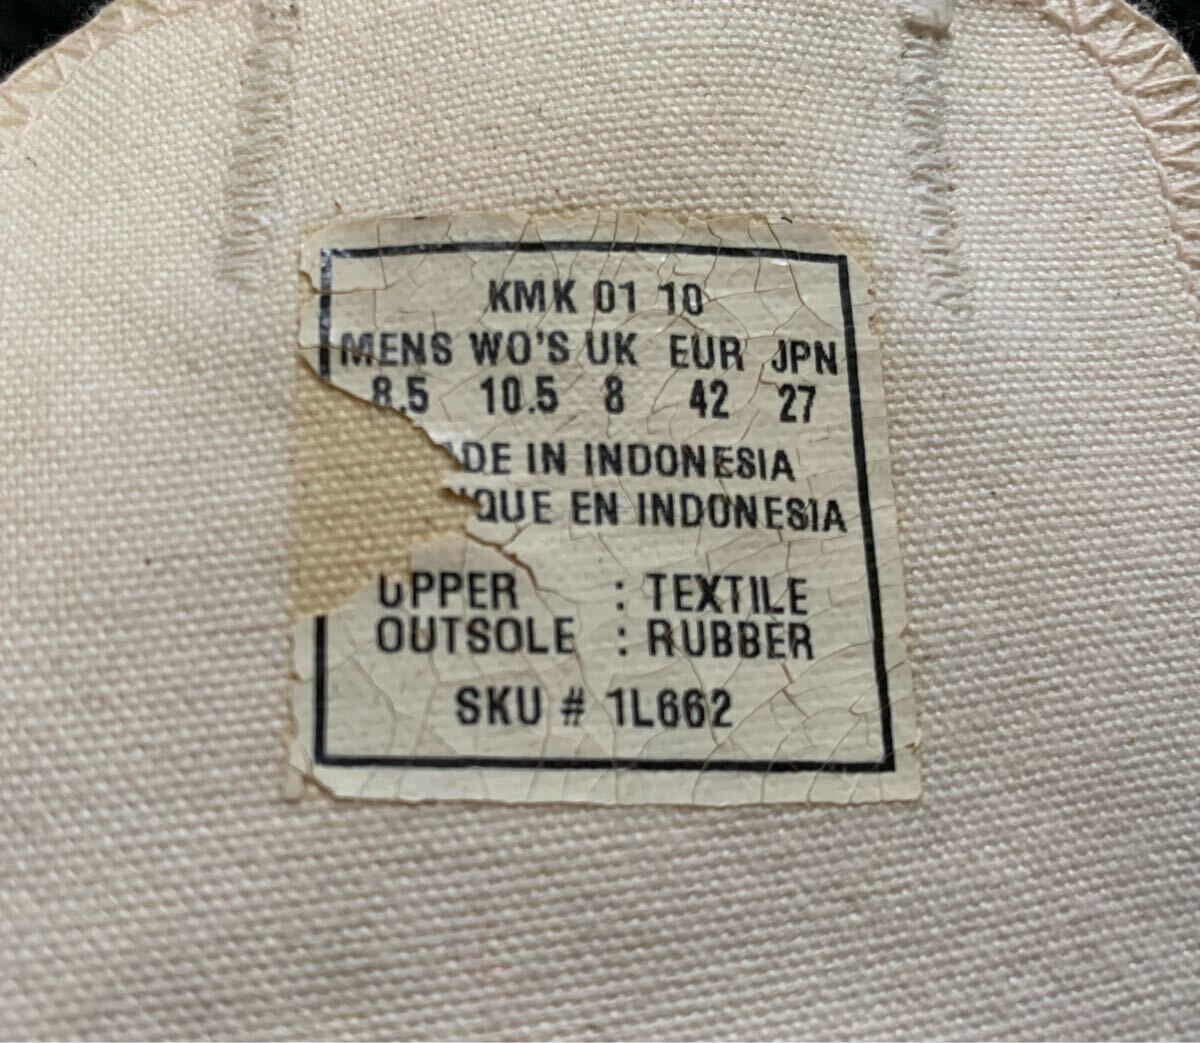 KMK 01 10
MENS WO'S UK EUR JPN
8.5 10.5 8 42 27
ADE IN INDONESIA
QUE EN INDONESIA
UPPER : TEXTILE
OUTSOLE : RUBBER
SKU # 1L662